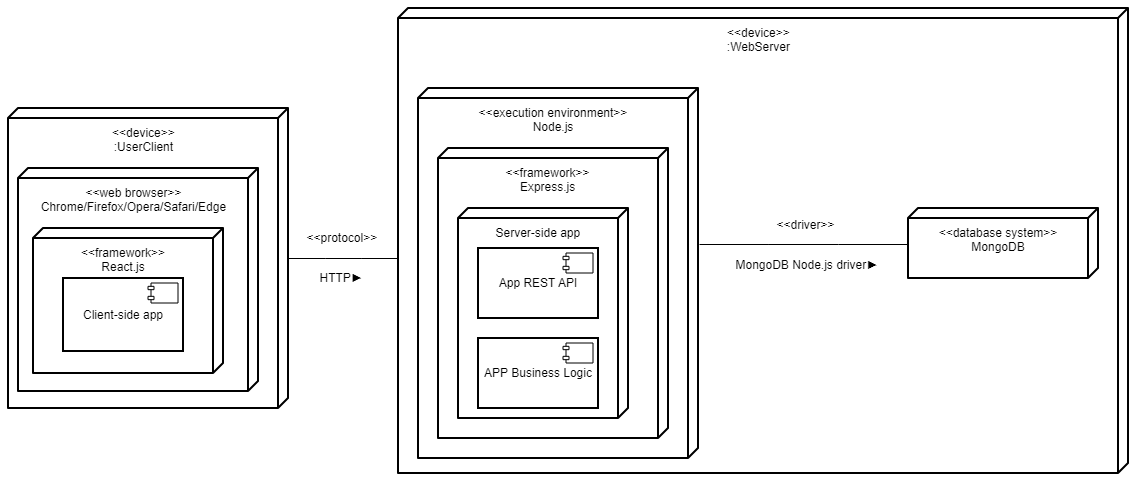 <<device>>
:WebServer
<<execution environment>>
Node.js
<<device>>
:UserClient
<<framework>>
Express.js
<<web browser>>
Chrome/Firefox/Opera/Safari/Edge
<<protocol>>
HTTP►
Server-side app
<<driver>>
MongoDB Node.js driver►
<<database system>>
MongoDB
<<framework>>
React.js
App REST API
Client-side app
APP Business Logic